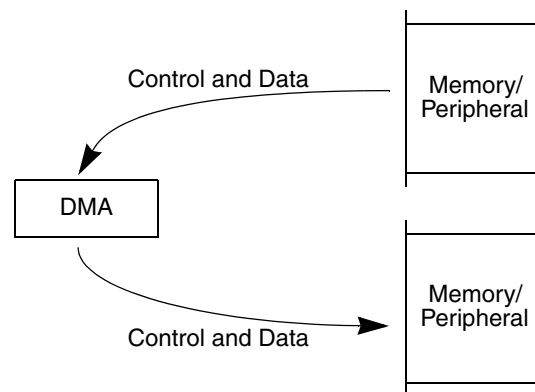 Control and Data
Memory/
Peripheral
DMA
Memory/
Peripheral
Control and Data